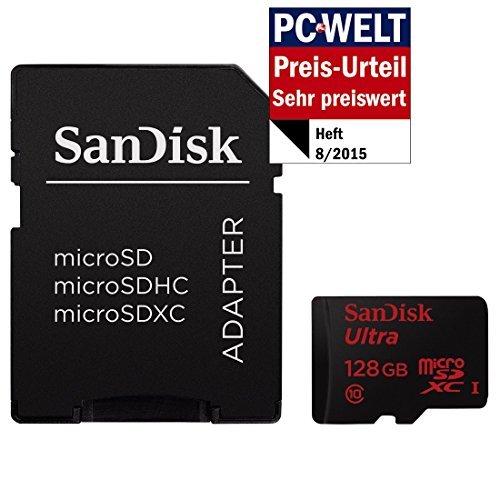 PC WELT
Preis-Urteil
Sehr preiswert
Heft
8/2015
SanDisk
microSD
microSDHC
microSDXC
ADAPTER
SanDisk
Ultra
128GB
micro
SD
XC I
10